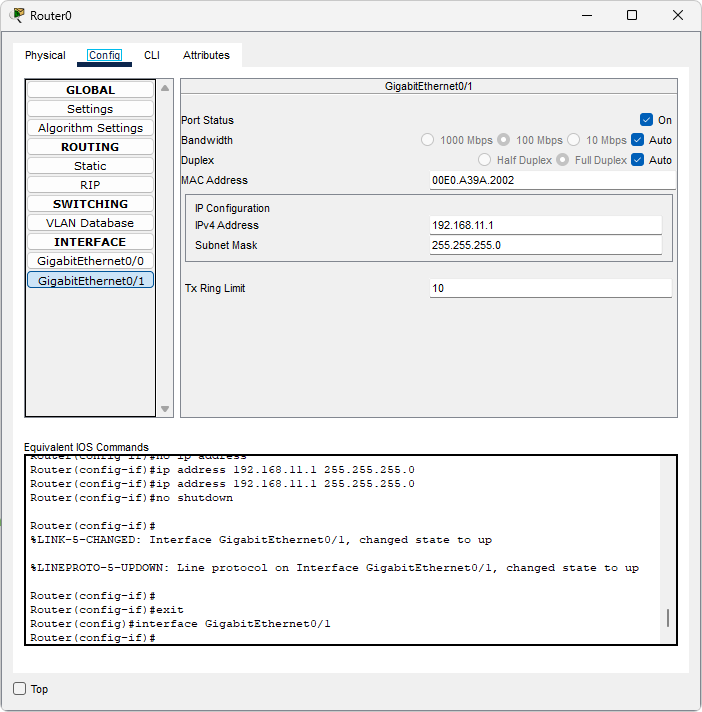 Router0
Physical Config CLI Attributes
GLOBAL
Settings
Algorithm Settings
ROUTING
Static
RIP
SWITCHING
VLAN Database
INTERFACE
GigabitEthernet0/0
GigabitEthernet0/1
GigabitEthernet0/1
Port Status On
Bandwidth 1000 Mbps 100 Mbps 10 Mbps Auto
Duplex Half Duplex Full Duplex Auto
MAC Address 00E0.A39A.2002
IP Configuration
IPv4 Address 192.168.11.1
Subnet Mask 255.255.255.0
Tx Ring Limit 10
Equivalent IOS Commands
Router(config-if)#no ip address
Router(config-if)#ip address 192.168.11.1 255.255.255.0
Router(config-if)#ip address 192.168.11.1 255.255.255.0
Router(config-if)#no shutdown
Router(config-if)#
%LINK-5-CHANGED: Interface GigabitEthernet0/1, changed state to up
%LINEPROTO-5-UPDOWN: Line protocol on Interface GigabitEthernet0/1, changed state to up
Router(config-if)#
Router(config-if)#exit
Router(config)#interface GigabitEthernet0/1
Router(config-if)#
Top